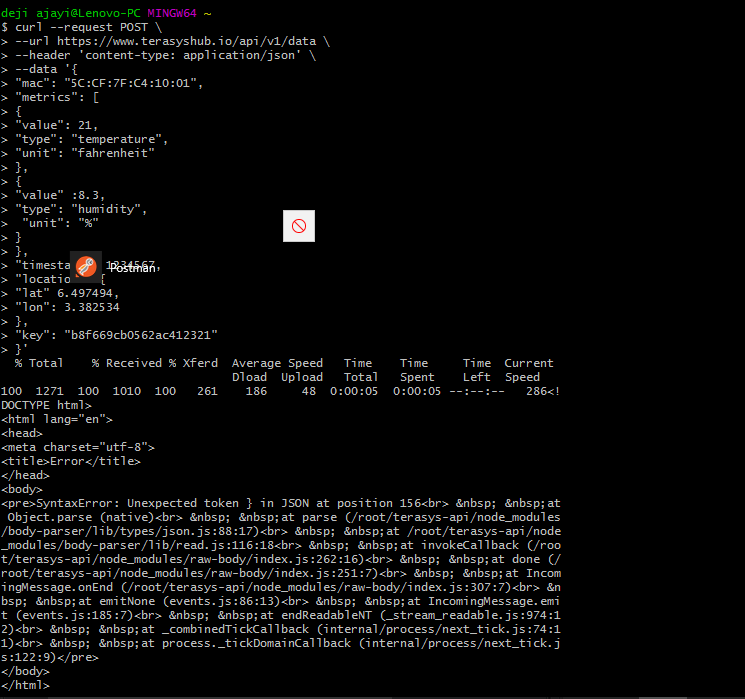 deji ajayi@Lenovo-PC MINGW64 ~
$ curl --request POST \
> --url https://www.terasyshub.io/api/v1/data \
> --header 'content-type: application/json' \
> --data '{
> "mac": "5C:CF:7F:C4:10:01",
> "metrics": [
> {
> "value": 21,
> "type": "temperature",
> "unit": "fahrenheit"
> },
> {
> "value" :8.3,
> "type": "humidity",
>  "unit": "%"
> }
> },
> "timesta 1234567,
Postman
> "locatio {
> "lat" 6.497494,
> "lon": 3.382534
> },
> "key": "b8f669cb0562ac412321"
> }'
  % Total    % Received % Xferd  Average Speed   Time    Time     Time  Current
                                 Dload  Upload   Total   Spent    Left  Speed
100  1271  100  1010  100   261    186     48  0:00:05  0:00:05 --:--:--   286<!
DOCTYPE html>
<html lang="en">
<head>
<meta charset="utf-8">
<title>Error</title>
</head>
<body>
<pre>SyntaxError: Unexpected token } in JSON at position 156<br> &nbsp; &nbsp;at
 Object.parse (native)<br> &nbsp; &nbsp;at parse (/root/terasys-api/node_modules
/body-parser/lib/types/json.js:88:17)<br> &nbsp; &nbsp;at /root/terasys-api/node
_modules/body-parser/lib/read.js:116:18<br> &nbsp; &nbsp;at invokeCallback (/roo
t/terasys-api/node_modules/raw-body/index.js:262:16)<br> &nbsp; &nbsp;at done (/
root/terasys-api/node_modules/raw-body/index.js:251:7)<br> &nbsp; &nbsp;at Incom
ingMessage.onEnd (/root/terasys-api/node_modules/raw-body/index.js:307:7)<br> &n
bsp; &nbsp;at emitNone (events.js:86:13)<br> &nbsp; &nbsp;at IncomingMessage.emi
t (events.js:185:7)<br> &nbsp; &nbsp;at endReadableNT (_stream_readable.js:974:1
2)<br> &nbsp; &nbsp;at _combinedTickCallback (internal/process/next_tick.js:74:1
1)<br> &nbsp; &nbsp;at process._tickDomainCallback (internal/process/next_tick.j
s:122:9)</pre>
</body>
</html>